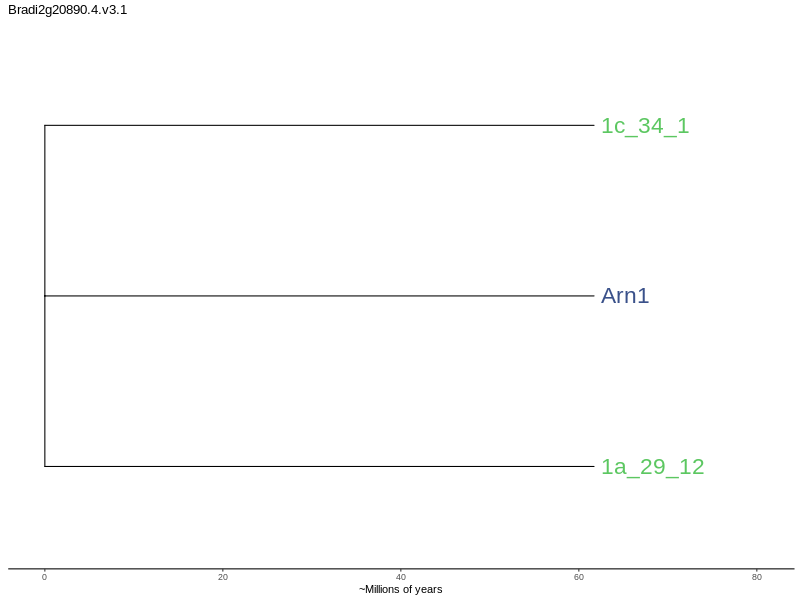 Bradi2g20890.4.v3.1
1c_34_1
Arn1
1a_29_12
0 20 40 60 80
~Millions of years